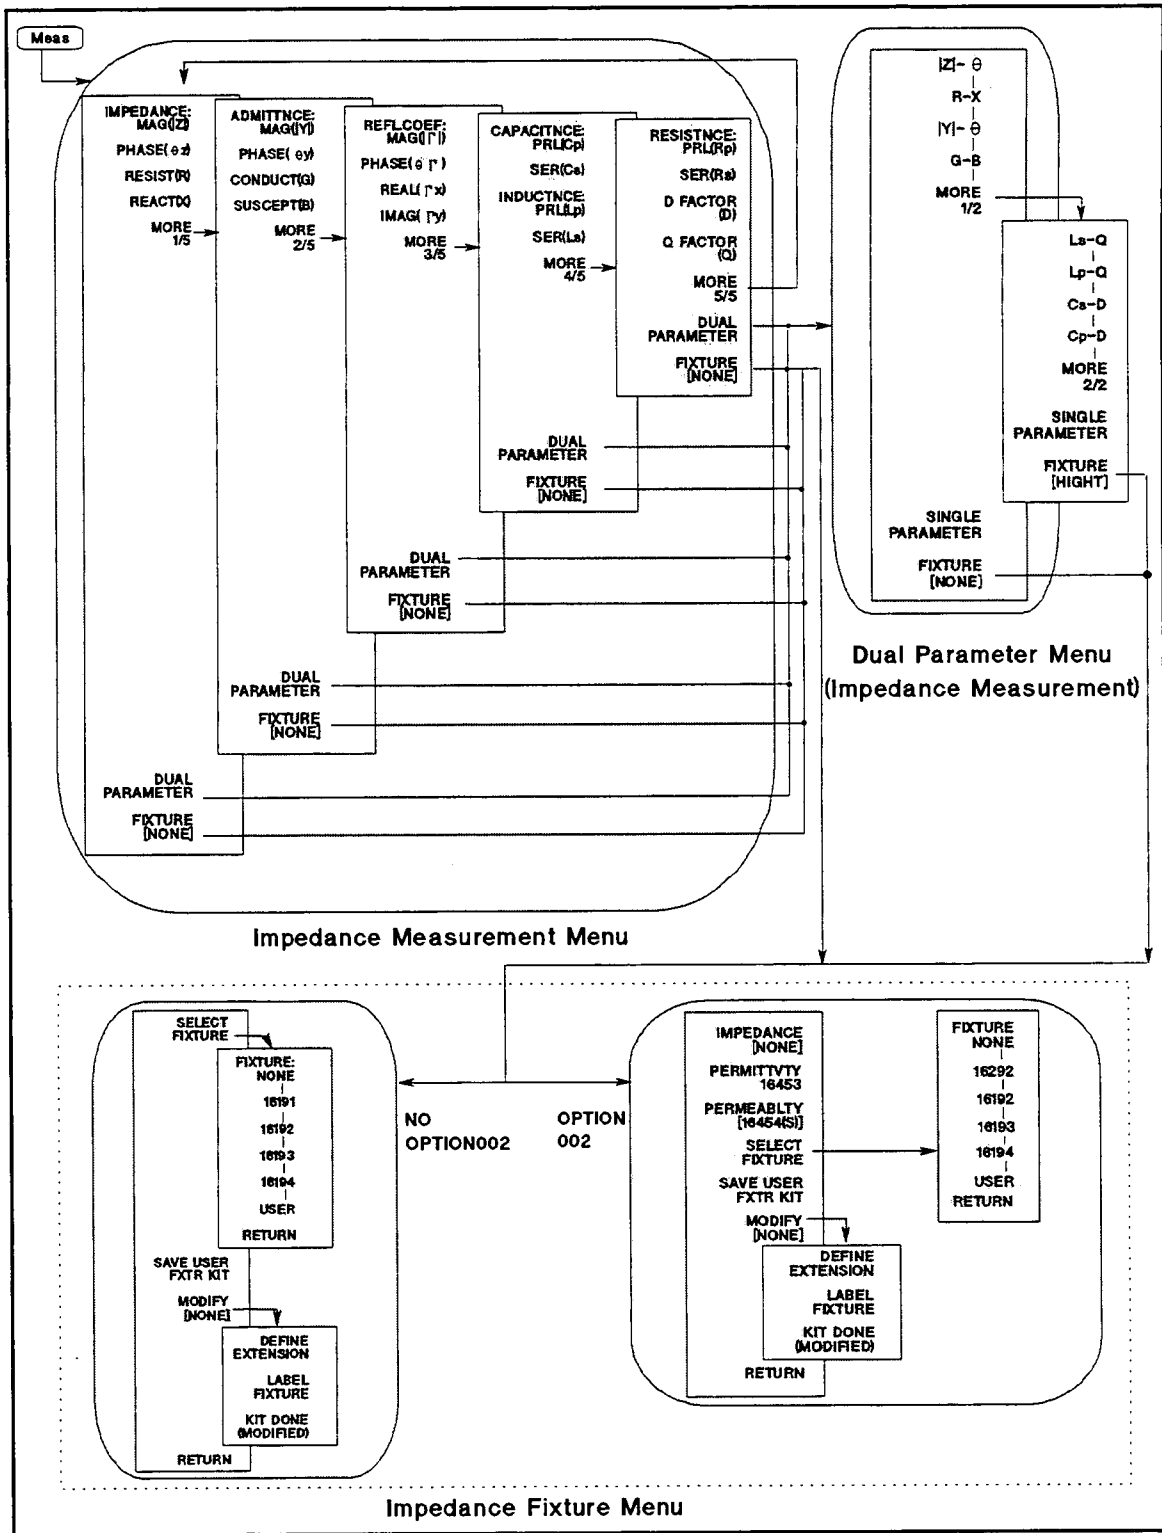 Meas
IMPEDANCE:
MAG(|Z|)
PHASE(θz)
RESIST(R)
REACT(X)
MORE
1/5
DUAL
PARAMETER
FIXTURE
[NONE]
ADMITTNCE:
MAG(|Y|)
PHASE(θy)
CONDUCT(G)
SUSCEPT(B)
MORE
2/5
DUAL
PARAMETER
FIXTURE
[NONE]
REFL.COEF:
MAG(|Γ|)
PHASE(θΓ)
REAL(Γx)
IMAG(Γy)
MORE
3/5
DUAL
PARAMETER
FIXTURE
[NONE]
CAPACITNCE:
PRL(Cp)
SER(Cs)
INDUCTNCE:
PRL(Lp)
SER(Ls)
MORE
4/5
DUAL
PARAMETER
FIXTURE
[NONE]
RESISTNCE:
PRL(Rp)
SER(Rs)
D FACTOR
(D)
Q FACTOR
(Q)
MORE
5/5
DUAL
PARAMETER
FIXTURE
[NONE]
Impedance Measurement Menu
|Z|-θ
R-X
|Y|-θ
G-B
MORE
1/2
SINGLE
PARAMETER
FIXTURE
[NONE]
Ls-Q
Lp-Q
Cs-D
Cp-D
MORE
2/2
SINGLE
PARAMETER
FIXTURE
[HIGHT]
Dual Parameter Menu
(Impedance Measurement)
SELECT
FIXTURE
FIXTURE:
NONE
16191
16192
16193
16194
USER
RETURN
SAVE USER
FXTR KIT
MODIFY
[NONE]
DEFINE
EXTENSION
LABEL
FIXTURE
KIT DONE
(MODIFIED)
RETURN
NO
OPTION002
OPTION
002
IMPEDANCE
[NONE]
PERMITTVTY
16453
PERMEABLTY
[16454(S)]
SELECT
FIXTURE
SAVE USER
FXTR KIT
MODIFY
[NONE]
DEFINE
EXTENSION
LABEL
FIXTURE
KIT DONE
(MODIFIED)
RETURN
FIXTURE
NONE
16292
16192
16193
16194
USER
RETURN
Impedance Fixture Menu